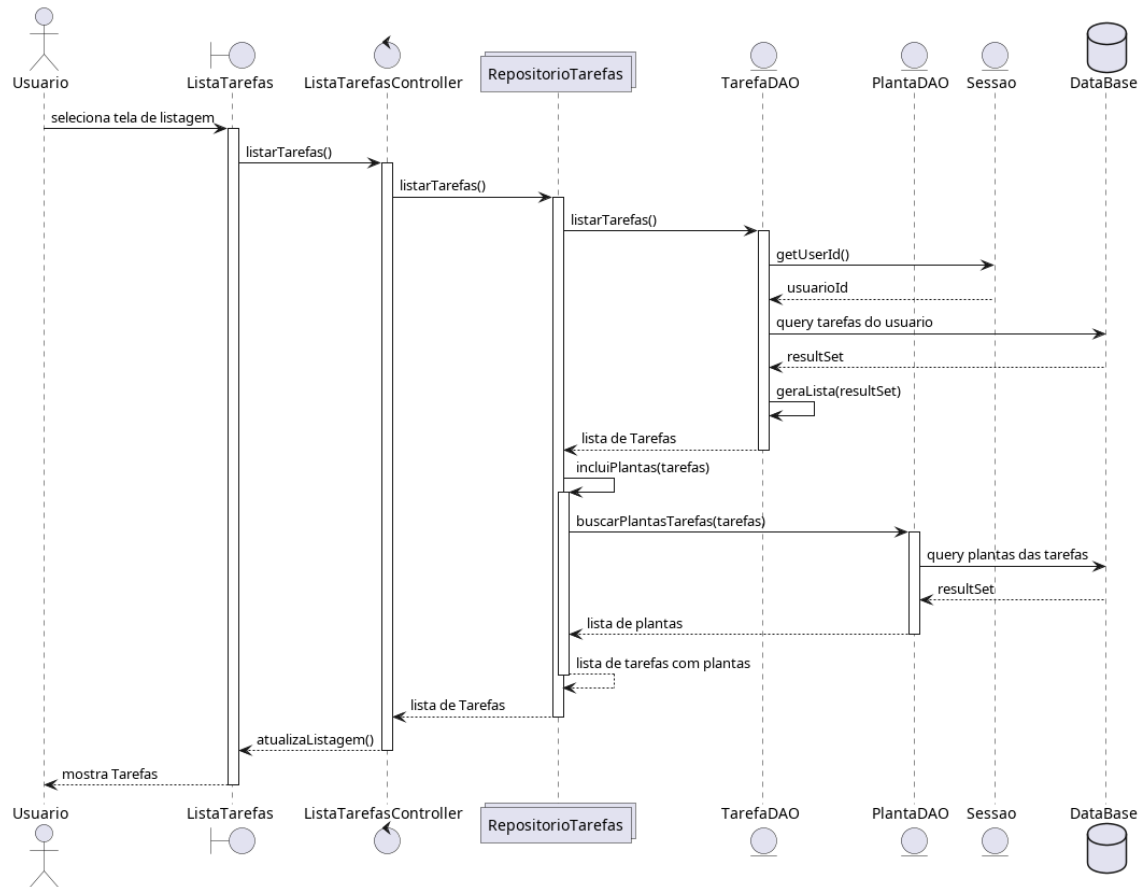 Usuario
ListaTarefas
ListaTarefasController
RepositorioTarefas
TarefaDAO
PlantaDAO
Sessao
DataBase
seleciona tela de listagem
listarTarefas()
listarTarefas()
listarTarefas()
getUserId()
usuarioId
query tarefas do usuario
resultSet
geraLista(resultSet)
lista de Tarefas
incluiPlantas(tarefas)
buscarPlantasTarefas(tarefas)
query plantas das tarefas
resultSet
lista de plantas
lista de tarefas com plantas
lista de Tarefas
atualizaListagem()
mostra Tarefas
Usuario
ListaTarefas
ListaTarefasController
RepositorioTarefas
TarefaDAO
PlantaDAO
Sessao
DataBase